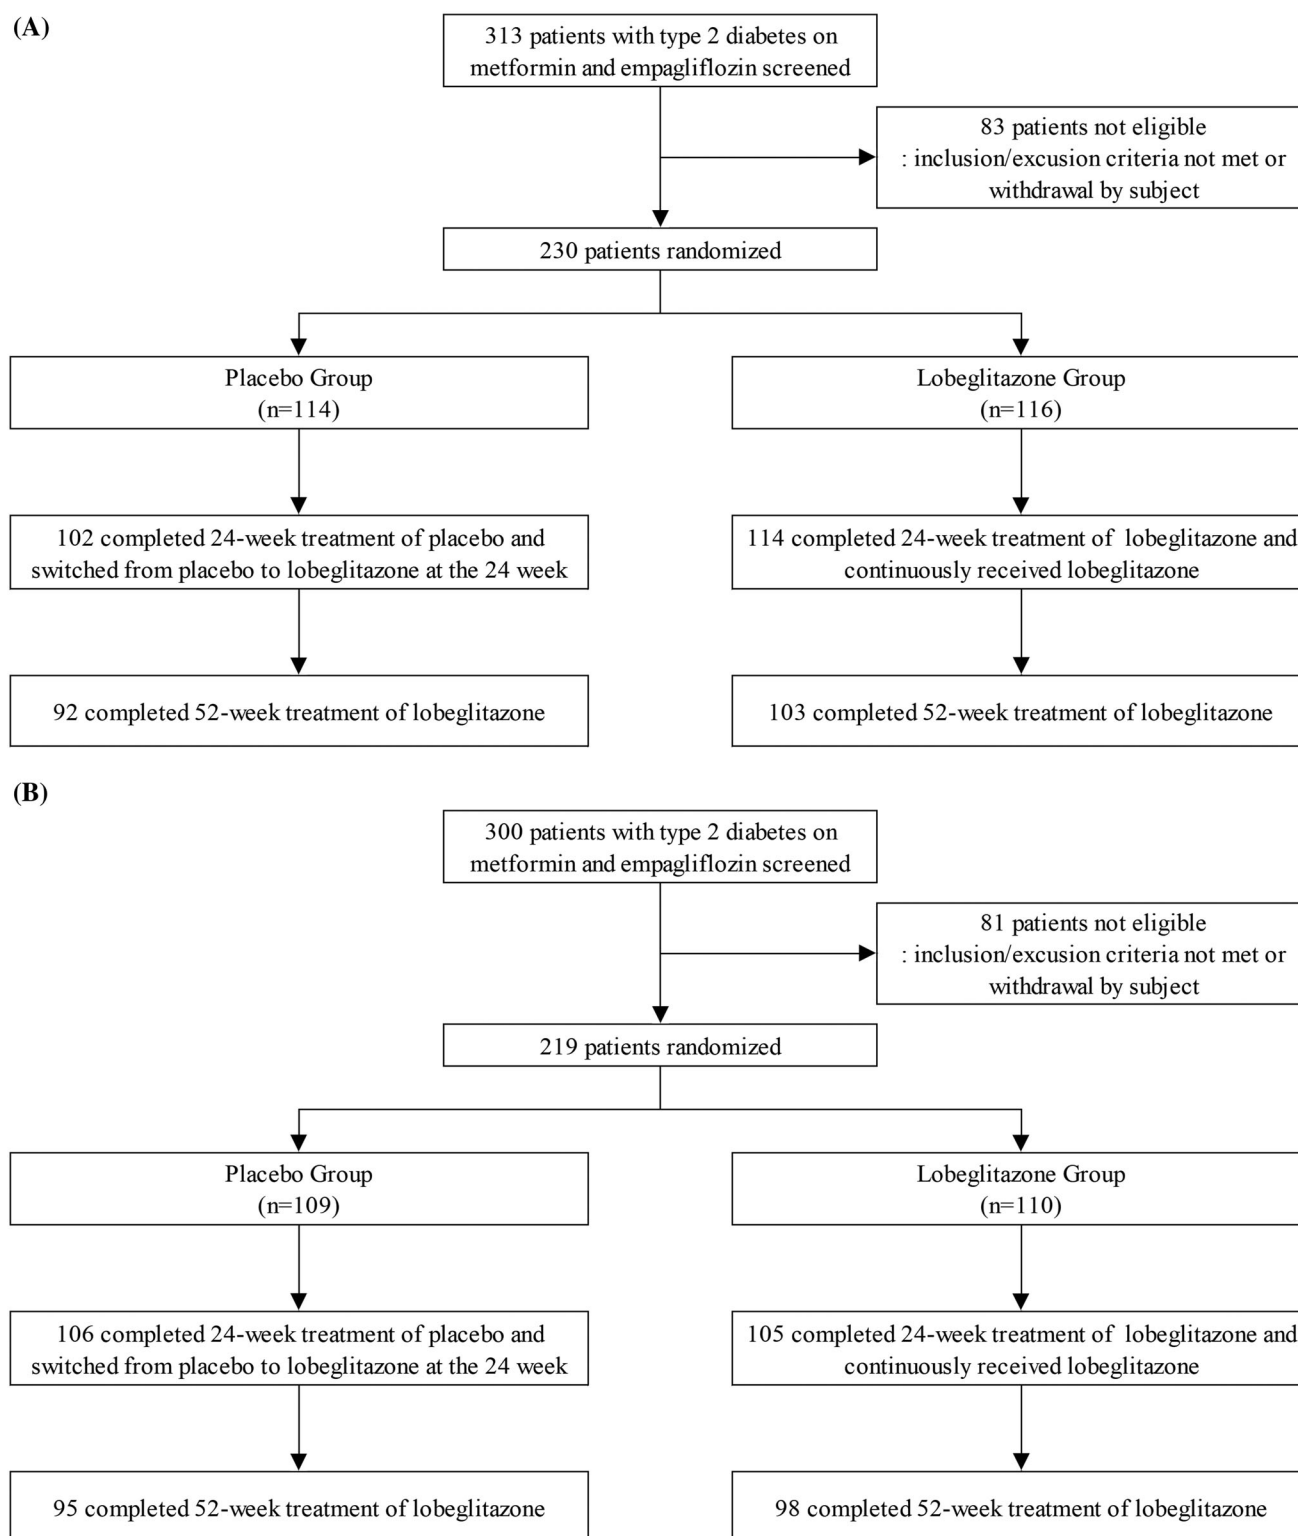 (A)
313 patients with type 2 diabetes on
metformin and empagliflozin screened
83 patients not eligible
: inclusion/excusion criteria not met or
withdrawal by subject
230 patients randomized
Placebo Group
(n=114)
Lobeglitazone Group
(n=116)
102 completed 24-week treatment of placebo and
switched from placebo to lobeglitazone at the 24 week
114 completed 24-week treatment of lobeglitazone and
continuously received lobeglitazone
92 completed 52-week treatment of lobeglitazone
103 completed 52-week treatment of lobeglitazone
(B)
300 patients with type 2 diabetes on
metformin and empagliflozin screened
81 patients not eligible
: inclusion/excusion criteria not met or
withdrawal by subject
219 patients randomized
Placebo Group
(n=109)
Lobeglitazone Group
(n=110)
106 completed 24-week treatment of placebo and
switched from placebo to lobeglitazone at the 24 week
105 completed 24-week treatment of lobeglitazone and
continuously received lobeglitazone
95 completed 52-week treatment of lobeglitazone
98 completed 52-week treatment of lobeglitazone